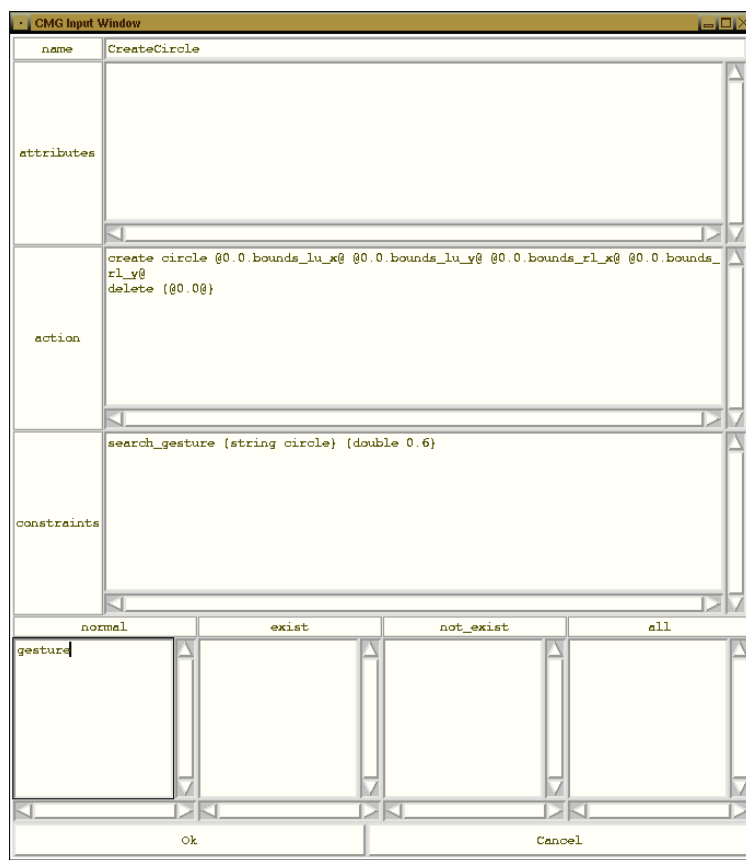 CMG Input Window
name
CreateCircle
attributes
action
create circle @0.0.bounds_lu_x@ @0.0.bounds_lu_y@ @0.0.bounds_rl_x@ @0.0.bounds_
rl_y@
delete {@0.0@}
constraints
search_gesture {string circle} {double 0.6}
normal exist not_exist all
gesture
Ok Cancel